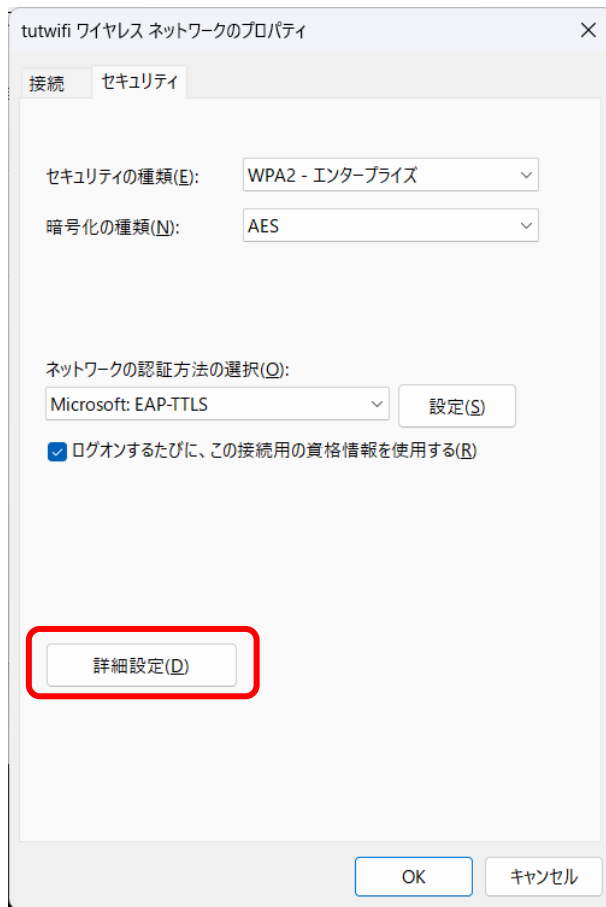 tutwifi ワイヤレス ネットワークのプロパティ
接続 セキュリティ
セキュリティの種類(E): WPA2 - エンタープライズ
暗号化の種類(N): AES
ネットワークの認証方法の選択(O):
Microsoft: EAP-TTLS 設定(S)
ログオンするたびに、この接続用の資格情報を使用する(R)
詳細設定(D)
OK キャンセル